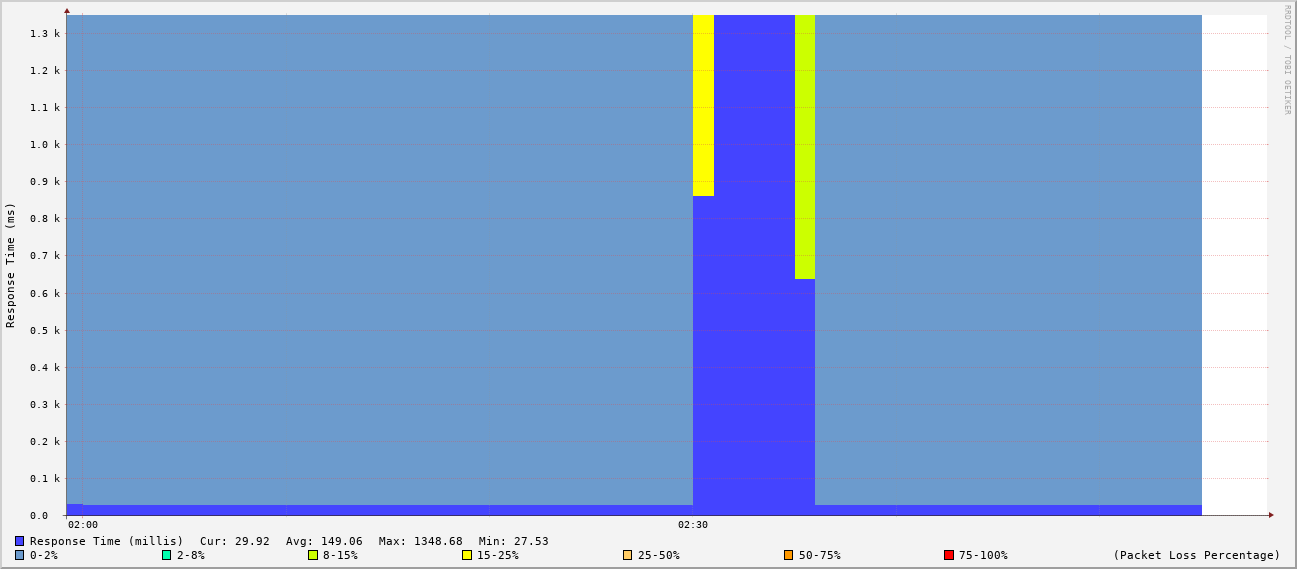 RRDTOOL / TOBI OETIKER
Response Time (ms)
1.3 k
1.2 k
1.1 k
1.0 k
0.9 k
0.8 k
0.7 k
0.6 k
0.5 k
0.4 k
0.3 k
0.2 k
0.1 k
0.0
02:00 02:30
Response Time (millis) Cur: 29.92 Avg: 149.06 Max: 1348.68 Min: 27.53
0-2% 2-8% 8-15% 15-25% 25-50% 50-75% 75-100% (Packet Loss Percentage)